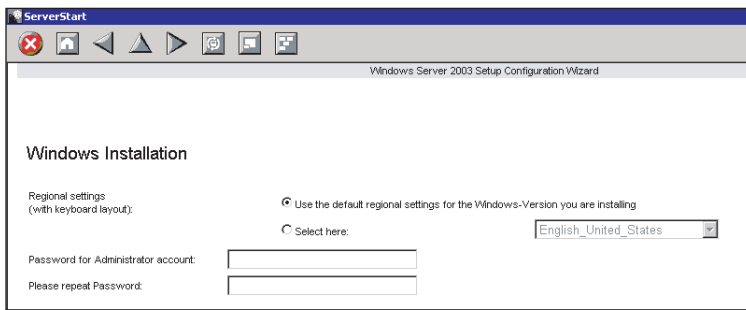 ServerStart
Windows Server 2003 Setup Configuration Wizard
Windows Installation
Regional settings
(with keyboard layout):
Use the default regional settings for the Windows-Version you are installing
Select here:
English_United_States
Password for Administrator account:
Please repeat Password: